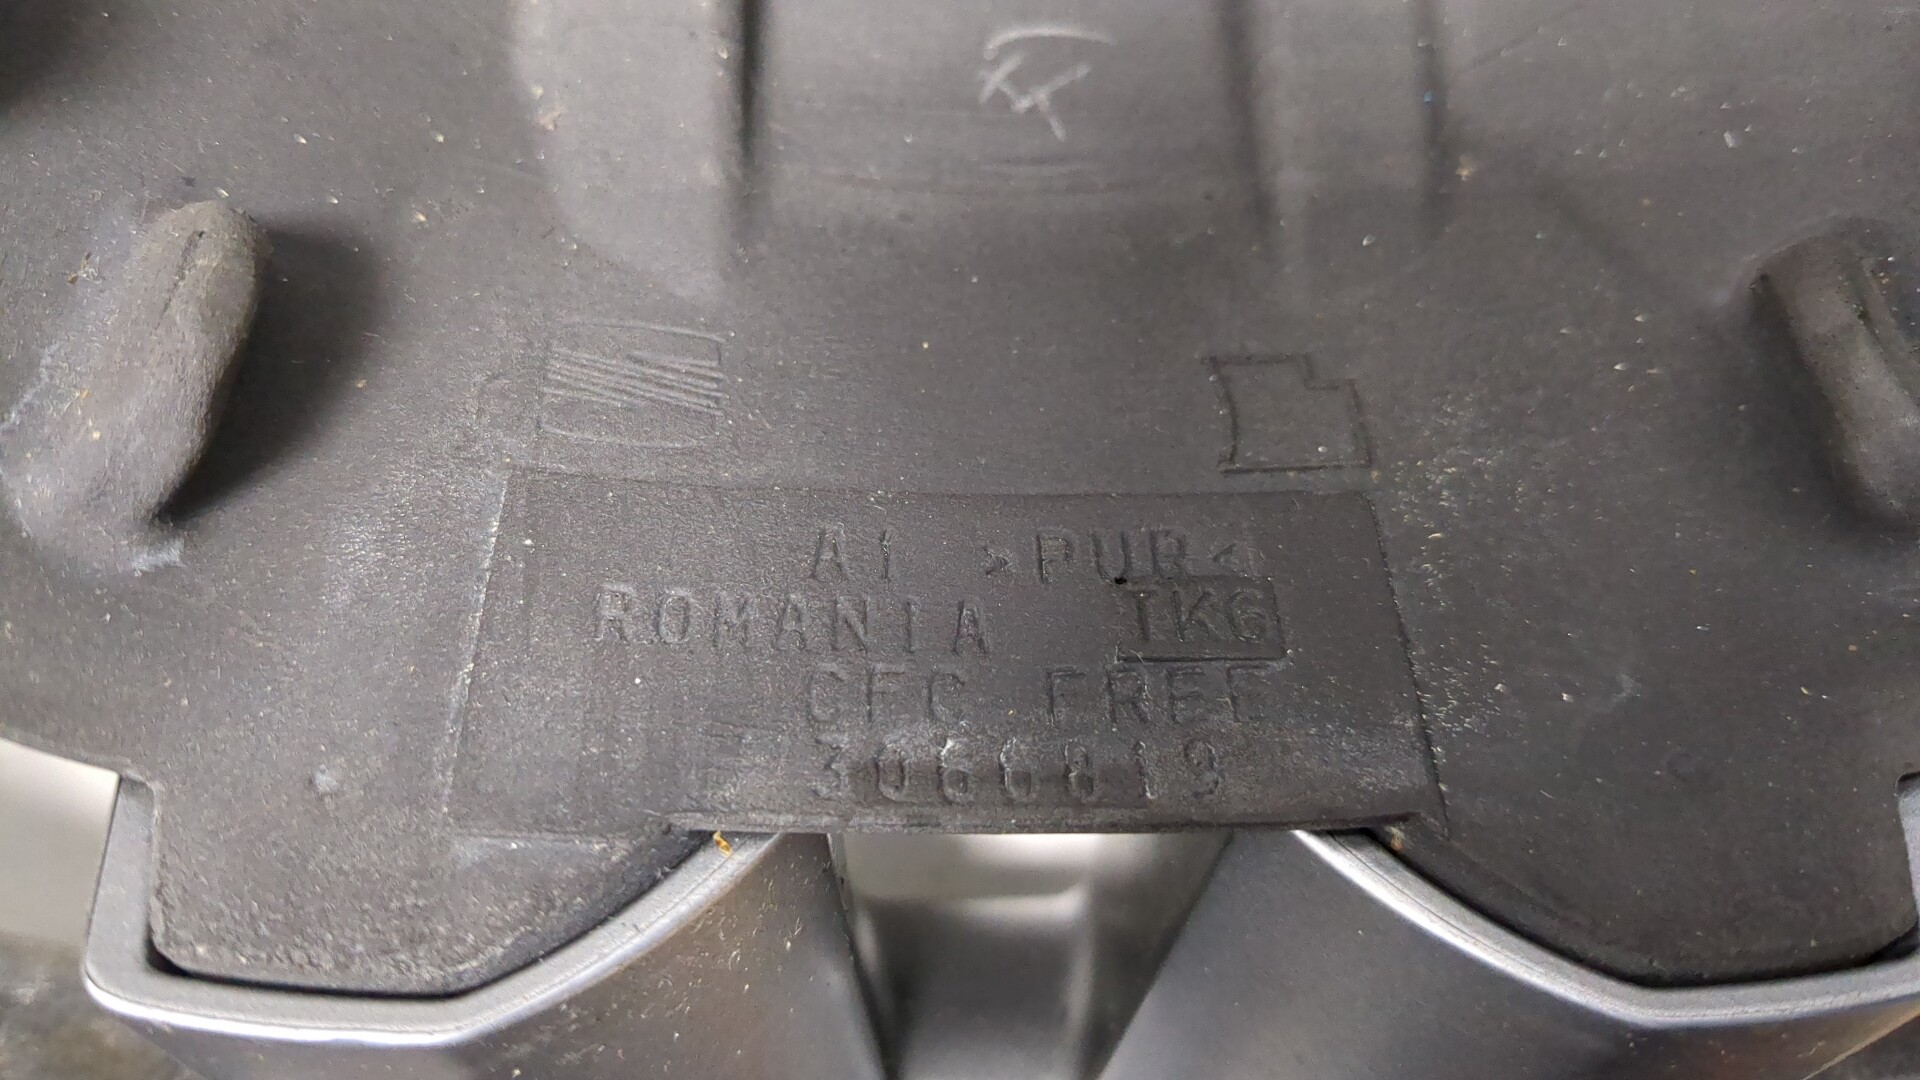 A1 >PUR<
ROMANIA TKG
CFC FREE
3066819